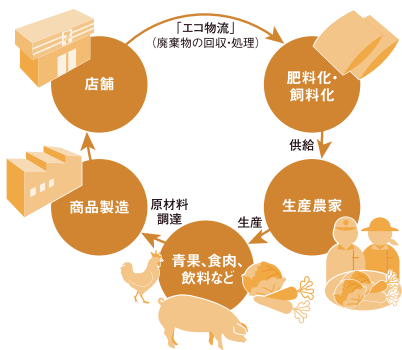 「エコ物流」
（廃棄物の回収・処理）
店舗
肥料化・
飼料化
供給
生産農家
生産
青果、食肉、
飲料など
原材料
調達
商品製造